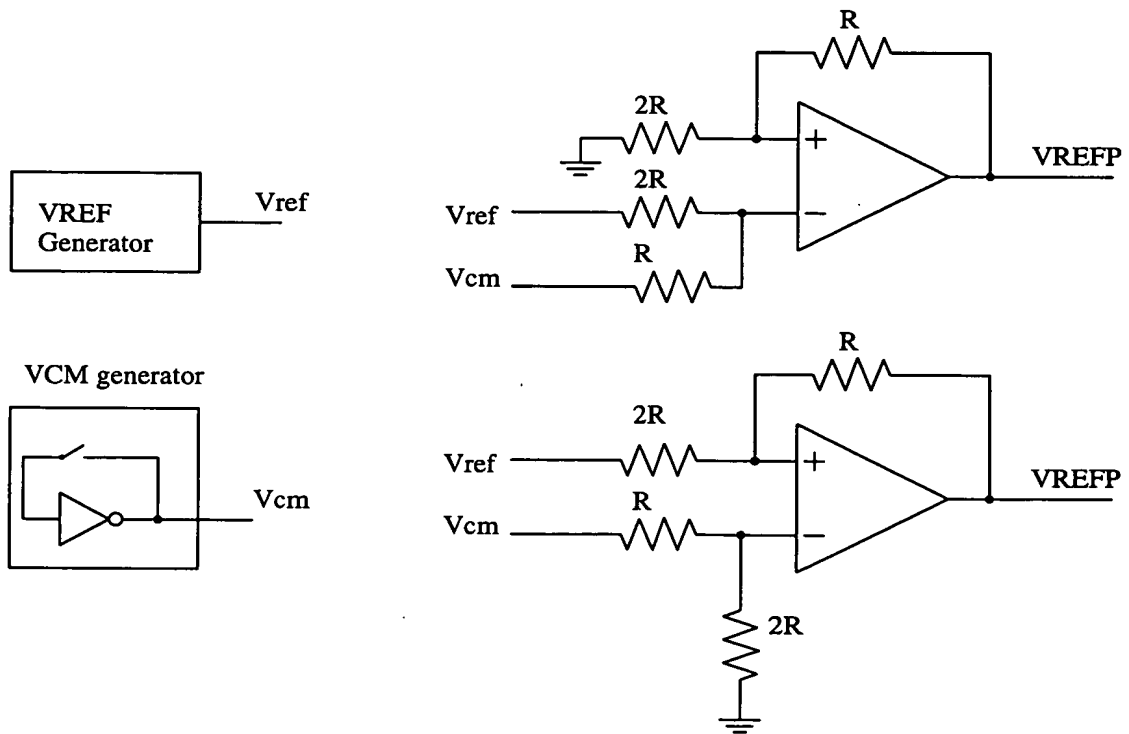 VREF
Generator
Vref
VCM generator
Vcm
R
2R
+
2R
Vref
−
R
Vcm
VREFP
R
2R
Vref
+
R
Vcm
−
2R
VREFP